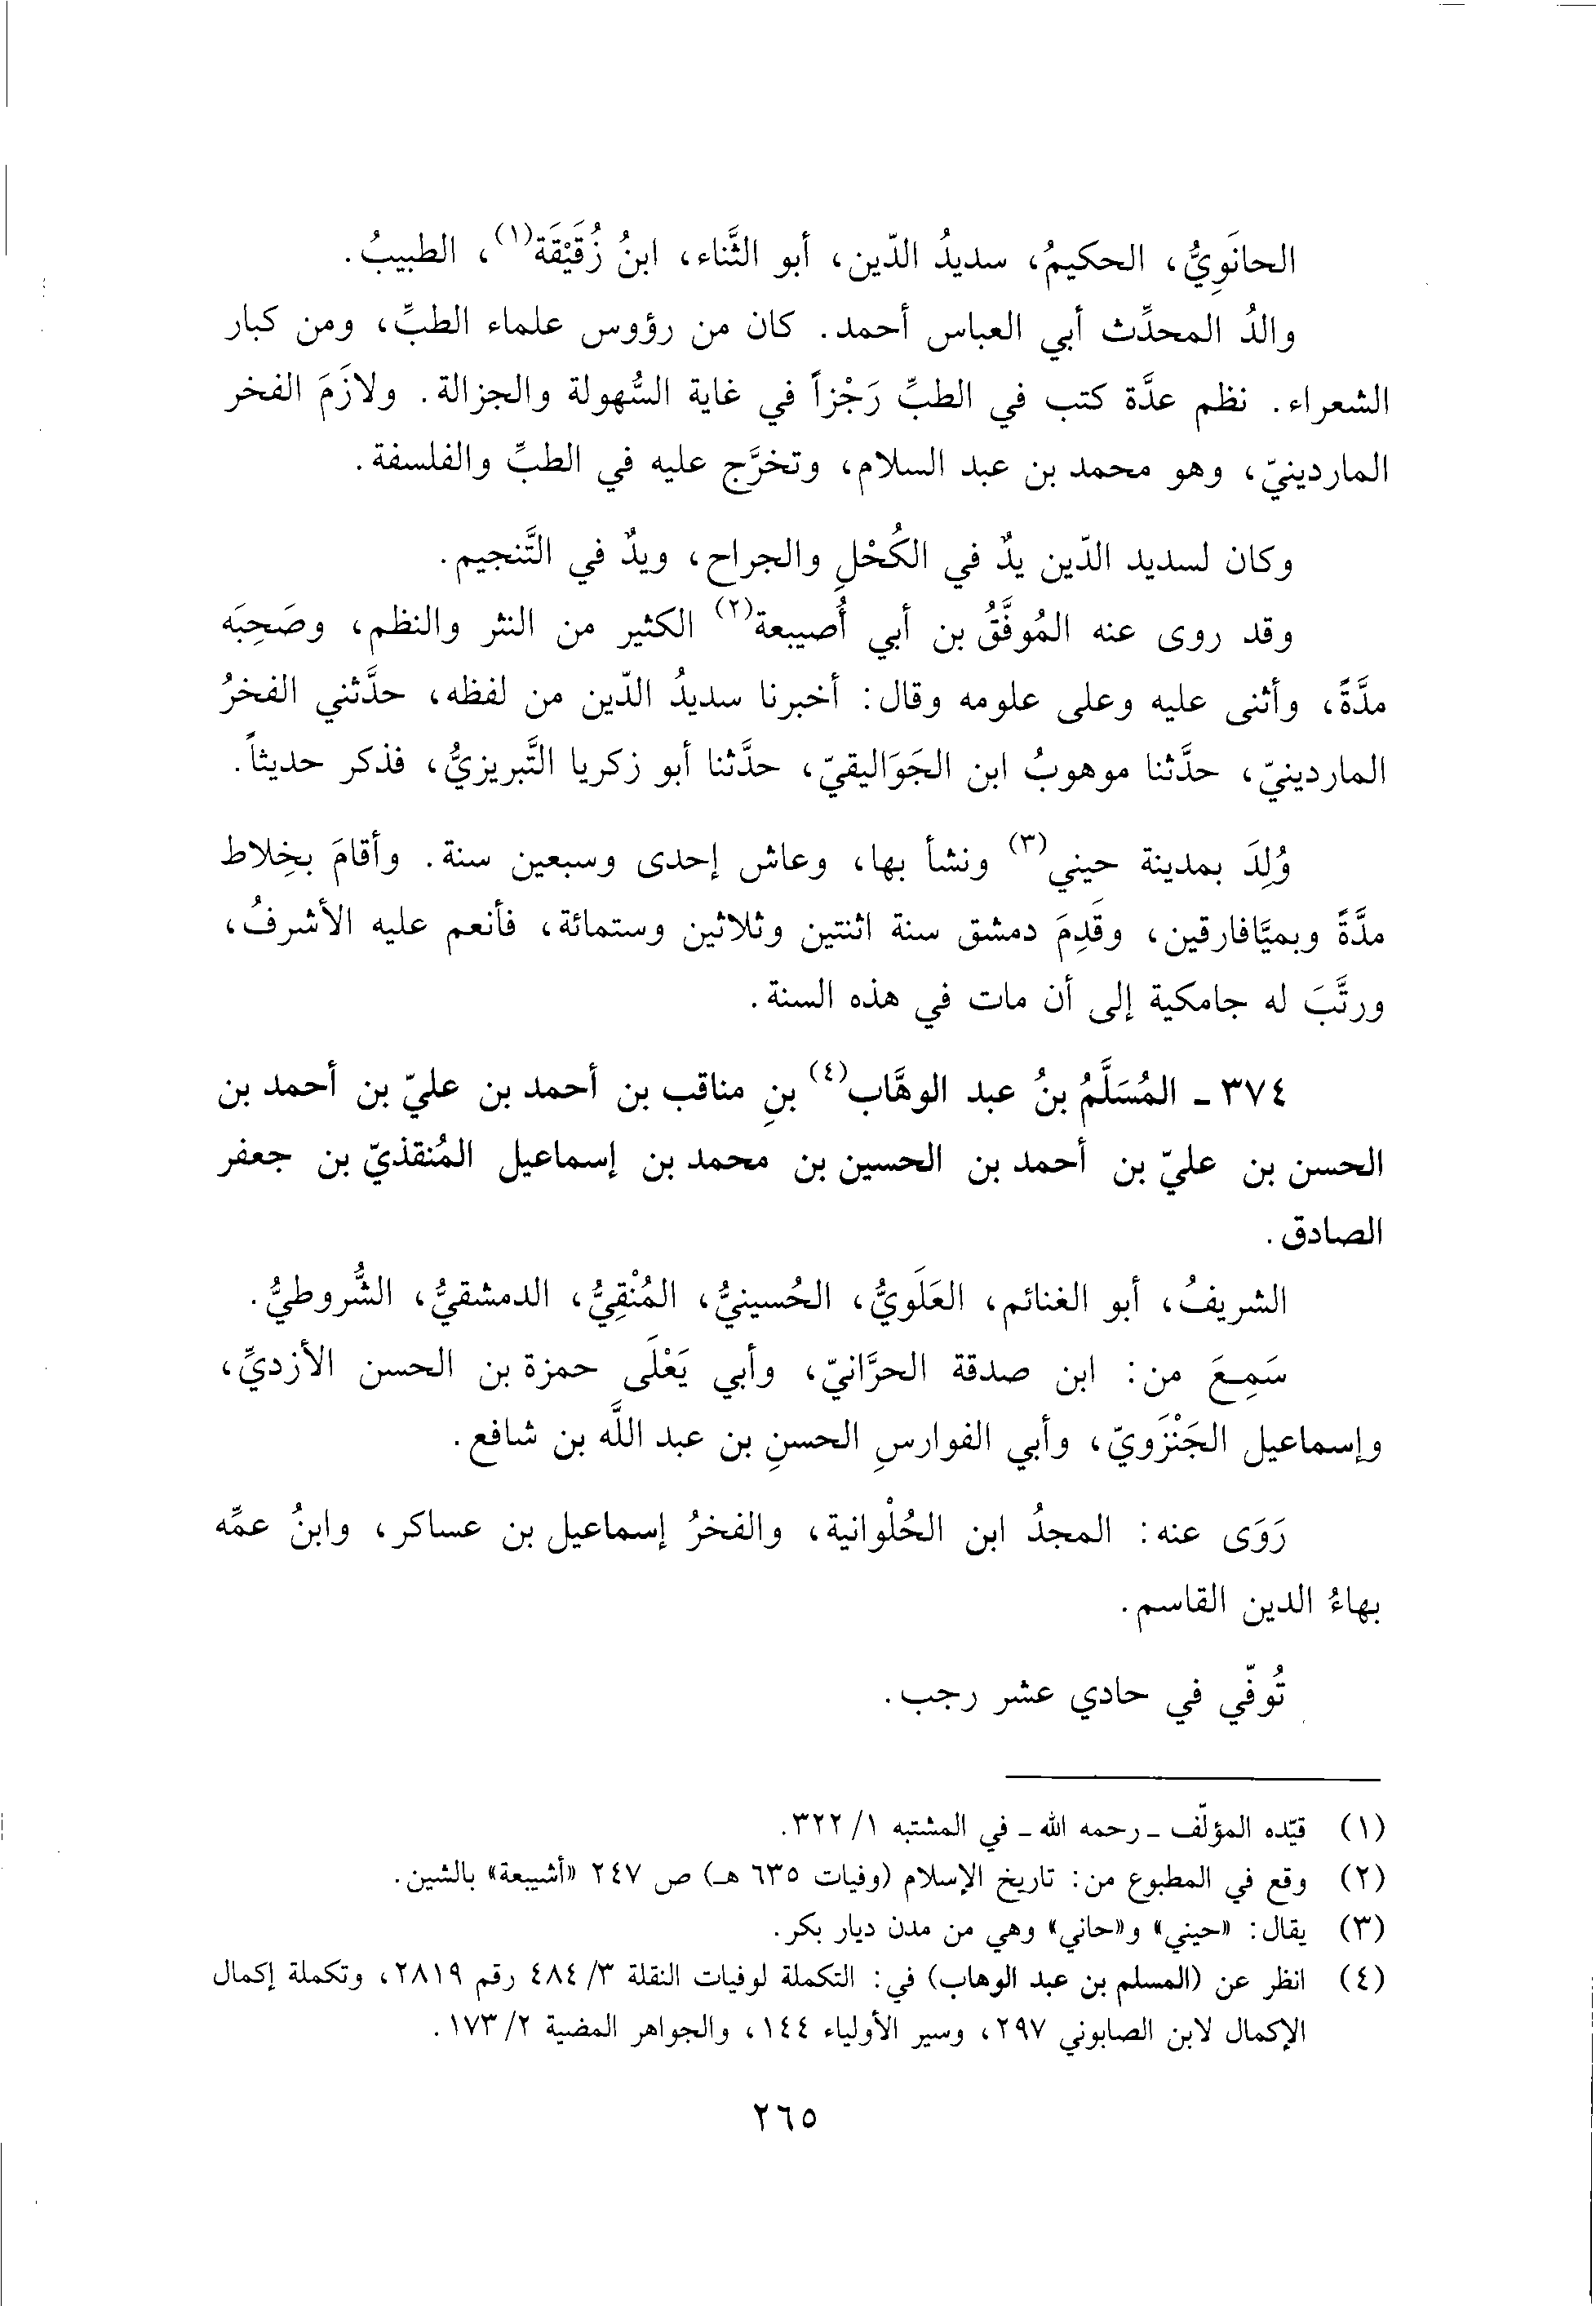 الحانَوِيُّ، الحكيمُ، سديدُ الدّين، أبو الثَّناء، ابنُ زُقَيْقَة(١)، الطبيبُ.
والدُ المحدِّث أبي العباس أحمد. كان من رؤوس علماء الطبِّ، ومن كبار
الشعراء. نظم عدَّة كتب في الطبِّ رَجْزاً في غاية السُّهولة والجزالة. ولازَمَ الفخر
الماردينيّ، وهو محمد بن عبد السلام، وتخرَّج عليه في الطبِّ والفلسفة.
وكان لسديد الدّين يدٌ في الكُحْلِ والجراح، ويدٌ في التَّنجيم.
وقد روى عنه المُوفَّقُ بن أبي أُصيبعة(٢) الكثير من النثر والنظم، وصَحِبَه
مدَّةً، وأثنى عليه وعلى علومه وقال: أخبرنا سديدُ الدّين من لفظه، حدَّثني الفخرُ
الماردينيّ، حدَّثنا موهوبُ ابن الجَوَاليقيّ، حدَّثنا أبو زكريا التَّبريزيُّ، فذكر حديثاً.
وُلِدَ بمدينة حيني(٣) ونشأ بها، وعاش إحدى وسبعين سنة. وأقامَ بخِلاط
مدَّةً وبميَّافارقين، وقَدِمَ دمشق سنة اثنتين وثلاثين وستمائة، فأنعم عليه الأشرفُ،
ورتَّبَ له جامكية إلى أن مات في هذه السنة.
٣٧٤ - المُسَلَّمُ بنُ عبد الوهَّاب(٤) بنِ مناقب بن أحمد بن عليّ بن أحمد بن
الحسن بن عليّ بن أحمد بن الحسين بن محمد بن إسماعيل المُنقذيّ بن جعفر
الصادق.
الشريفُ، أبو الغنائم، العَلَويُّ، الحُسينيُّ، المُنْقِيُّ، الدمشقيُّ، الشُّروطيُّ.
سَمِعَ من: ابن صدقة الحرَّانيّ، وأبي يَعْلَى حمزة بن الحسن الأزديِّ،
وإسماعيل الجَنْزَويّ، وأبي الفوارسِ الحسنِ بن عبد اللَّه بن شافع.
رَوَى عنه: المجدُ ابن الحُلْوانية، والفخرُ إسماعيل بن عساكر، وابنُ عمِّه
بهاءُ الدين القاسم.
تُوفّي في حادي عشر رجب.
(١) قيّده المؤلّف - رحمه الله - في المشتبه ١/ ٣٢٢.
(٢) وقع في المطبوع من: تاريخ الإسلام (وفيات ٦٣٥ هـ) ص ٢٤٧ «أشيبعة» بالشين.
(٣) يقال: «حيني» و«حاني» وهي من مدن ديار بكر.
(٤) انظر عن (المسلم بن عبد الوهاب) في: التكملة لوفيات النقلة ٣/ ٤٨٤ رقم ٢٨١٩، وتكملة إكمال
الإكمال لابن الصابوني ٢٩٧، وسير الأولياء ١٤٤، والجواهر المضية ٢/ ١٧٣.
٢٦٥